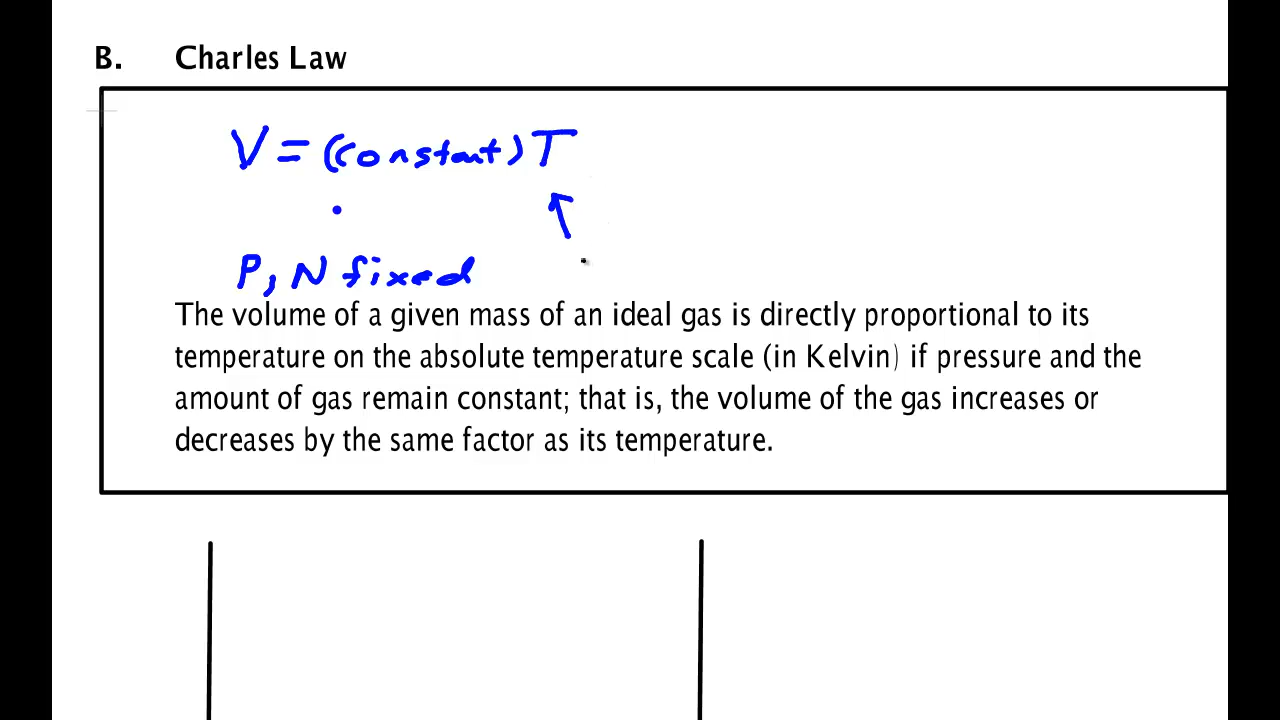 B. Charles Law
V = (constant) T
P, N fixed
The volume of a given mass of an ideal gas is directly proportional to its
temperature on the absolute temperature scale (in Kelvin) if pressure and the
amount of gas remain constant; that is, the volume of the gas increases or
decreases by the same factor as its temperature.